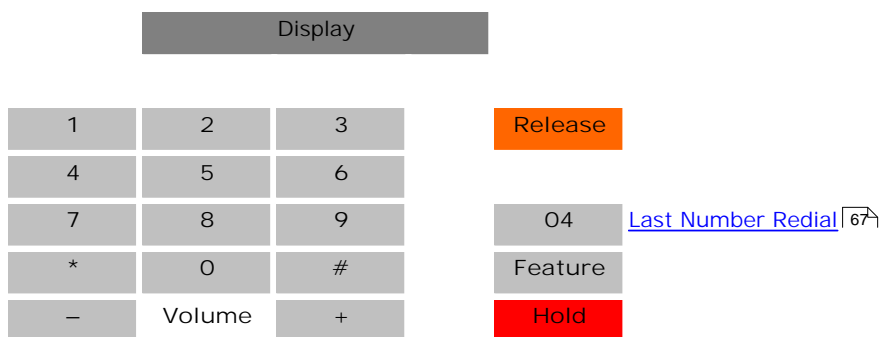 Display
1 2 3 Release
4 5 6
7 8 9 04 Last Number Redial 67
* 0 # Feature
– Volume + Hold